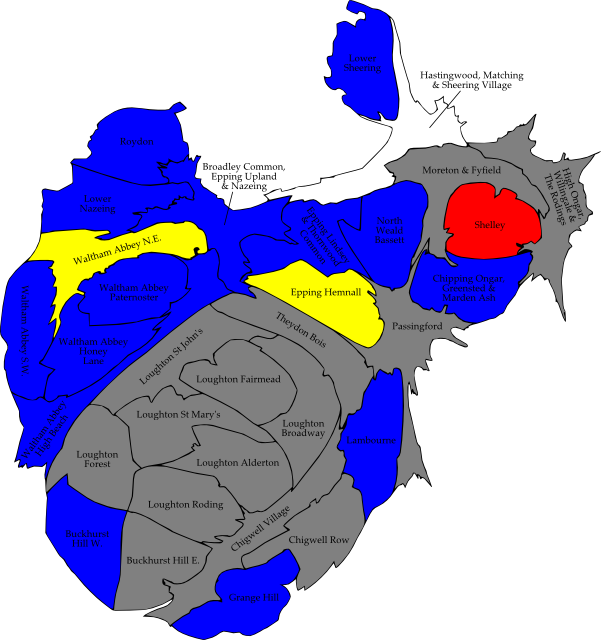 Lower
Sheering
Hastingwood, Matching
& Sheering Village
Roydon
Broadley Common,
Epping Upland
& Nazeing
Moreton & Fyfield
High Ongar,
Willingale &
The Rodings
Lower
Nazeing
Epping Lindsey
& Thornwood
Common
North
Weald
Bassett
Shelley
Waltham Abbey N.E.
Waltham Abbey
Paternoster
Epping Hemnall
Chipping Ongar,
Greensted &
Marden Ash
Waltham Abbey S.W.
Waltham Abbey
Honey
Lane
Loughton St John's
Theydon Bois
Passingford
Loughton Fairmead
Waltham Abbey
High Beach
Loughton St Mary's
Loughton
Broadway
Lambourne
Loughton
Forest
Loughton Alderton
Loughton Roding
Chigwell Village
Buckhurst
Hill W.
Chigwell Row
Buckhurst Hill E.
Grange Hill